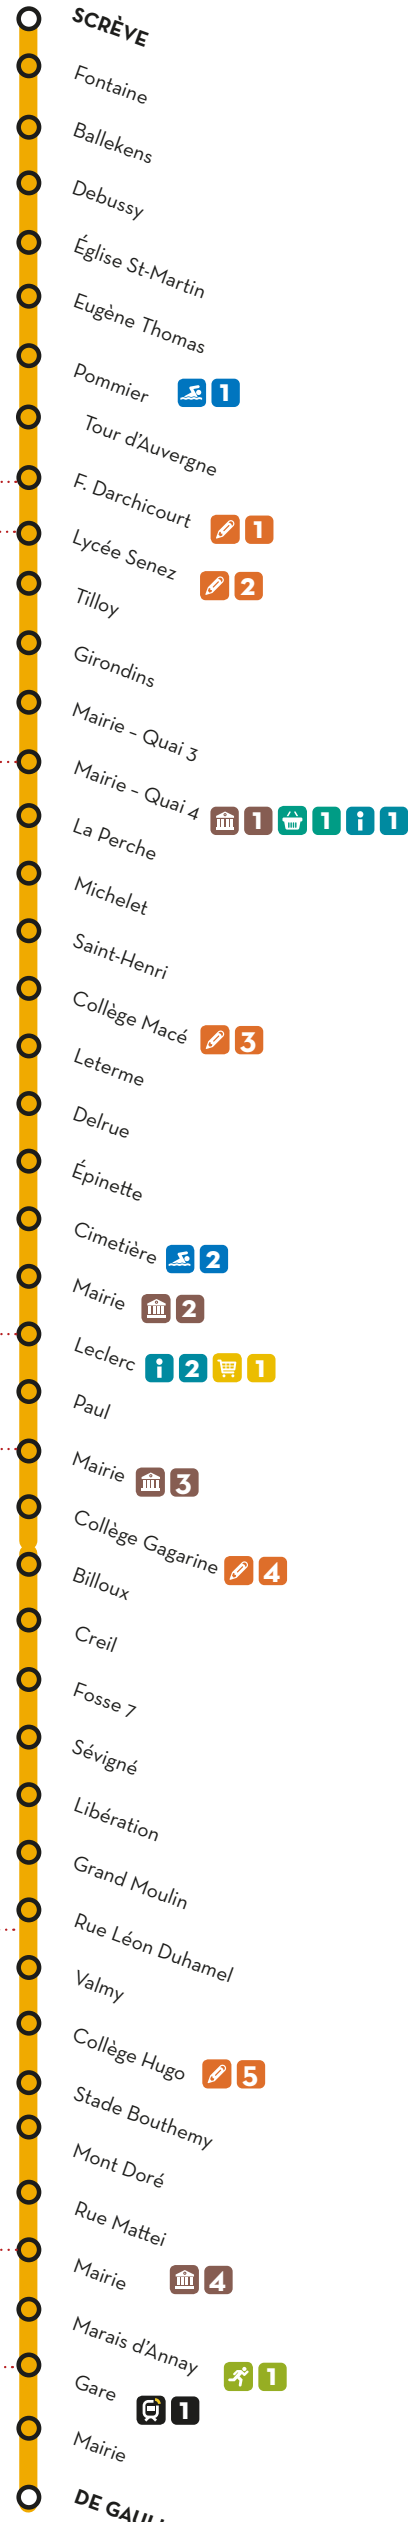 SCRÈVE
Fontaine
Ballekens
Debussy
Église St-Martin
Eugène Thomas
Pommier 1
Tour d'Auvergne
F. Darchicourt 1
Lycée Senez 2
Tilloy
Girondins
Mairie - Quai 3
Mairie - Quai 4 1 1 i 1
La Perche
Michelet
Saint-Henri
Collège Macé 3
Leterme
Delrue
Épinette
Cimetière 2
Mairie 2
Leclerc i 2 1
Paul
Mairie 3
Collège Gagarine 4
Billoux
Creil
Fosse 7
Sévigné
Libération
Grand Moulin
Rue Léon Duhamel
Valmy
Collège Hugo 5
Stade Bouthemy
Mont Doré
Rue Mattei
Mairie 4
Marais d'Annay 1
Gare 1
Mairie
DE